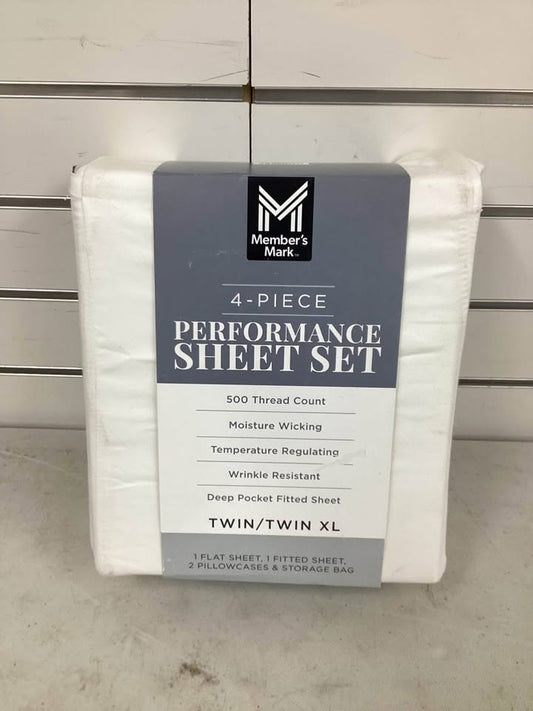 Member's
Mark™
4-PIECE
PERFORMANCE
SHEET SET
500 Thread Count
Moisture Wicking
Temperature Regulating
Wrinkle Resistant
Deep Pocket Fitted Sheet
TWIN/TWIN XL
1 FLAT SHEET, 1 FITTED SHEET,
2 PILLOWCASES & STORAGE BAG